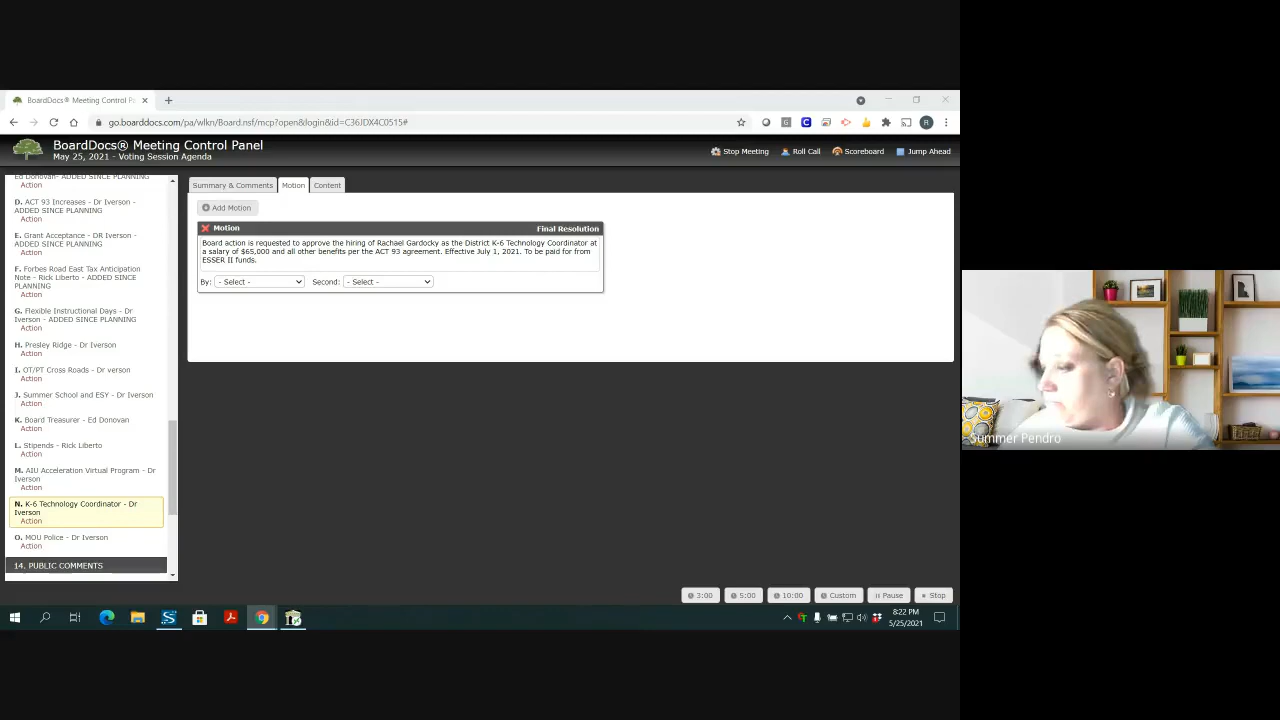 BoardDocs® Meeting Control P
go.boarddocs.com/pa/wlkn/Board.nsf/mcp?open&login&id=C36JDX4C0515#
BoardDocs® Meeting Control Panel
May 25, 2021 - Voting Session Agenda
Stop Meeting
Roll Call
Scoreboard
Jump Ahead
Ed Donovan- ADDED SINCE PLANNING
Action
D. ACT 93 Increases - Dr Iverson -
ADDED SINCE PLANNING
Action
E. Grant Acceptance - DR Iverson -
ADDED SINCE PLANNING
Action
F. Forbes Road East Tax Anticipation
Note - Rick Liberto - ADDED SINCE
PLANNING
Action
G. Flexible Instructional Days - Dr
Iverson - ADDED SINCE PLANNING
Action
H. Presley Ridge - Dr Iverson
Action
I. OT/PT Cross Roads - Dr verson
Action
J. Summer School and ESY - Dr Iverson
Action
K. Board Treasurer - Ed Donovan
Action
L. Stipends - Rick Liberto
Action
M. AIU Acceleration Virtual Program - Dr
Iverson
Action
N. K-6 Technology Coordinator - Dr
Iverson
Action
O. MOU Police - Dr Iverson
Action
14. PUBLIC COMMENTS
Summary & Comments
Motion
Content
Add Motion
Motion
Final Resolution
Board action is requested to approve the hiring of Rachael Gardocky as the District K-6 Technology Coordinator at
a salary of $65,000 and all other benefits per the ACT 93 agreement. Effective July 1, 2021. To be paid for from
ESSER II funds.
By: - Select -
Second: - Select -
Summer Pendro
3:00
5:00
10:00
Custom
Pause
Stop
8:22 PM
5/25/2021